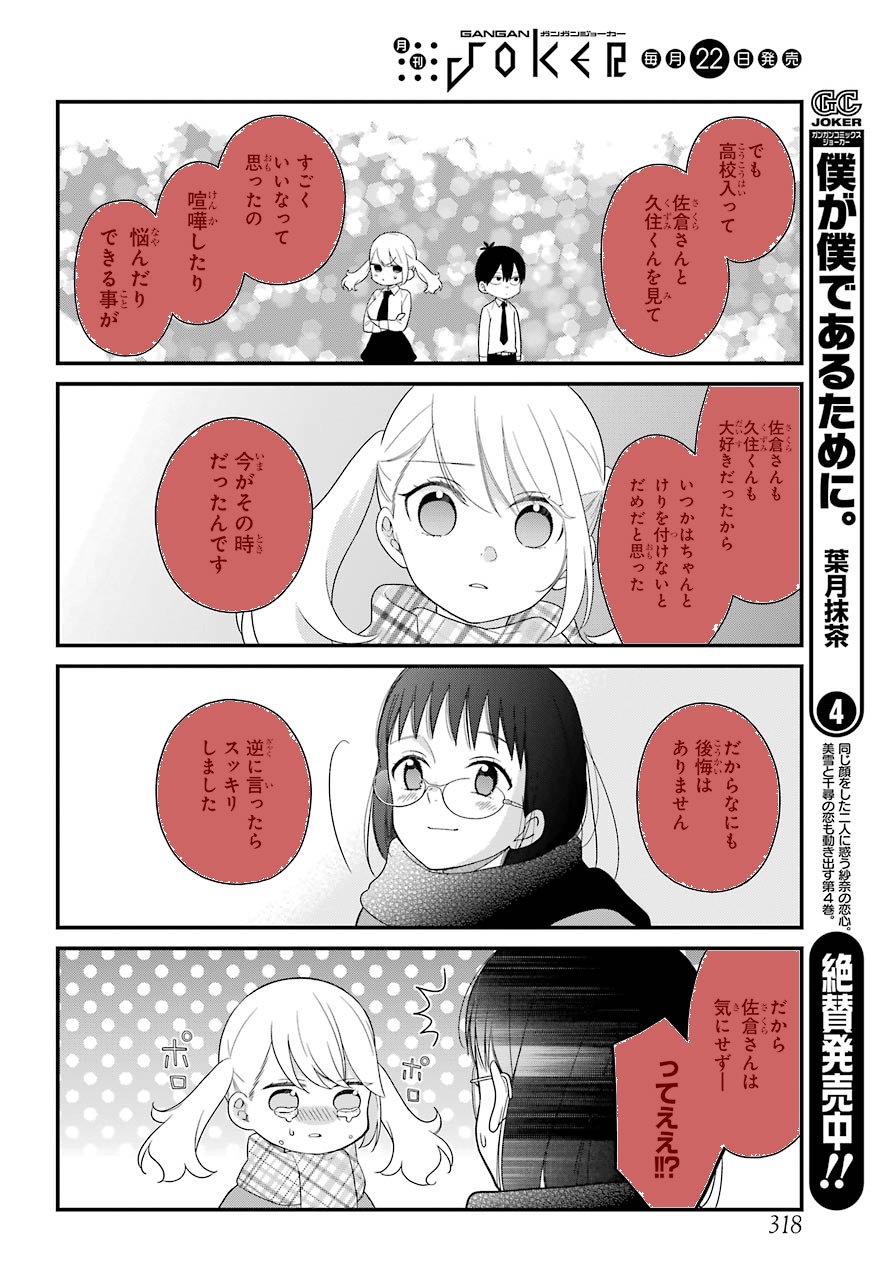 月刊
GANGAN
ガンガンジョーカー
JOKER
毎月22日発売
でも
高校入って
佐倉さんと
久住くんを見て
すごく
いいなって
思ったの
喧嘩したり
悩んだり
できる事が
佐倉さんも
久住くんも
大好きだったから
いつかはちゃんと
けりを付けないと
だめだと思った
今がその時
だったんです
だからなにも
後悔は
ありません
逆に言ったら
スッキリ
しました
だから
佐倉さんは
気にせずー
ってええ!!?
ポロ
ポロ
GC
JOKER
ガンガンコミックス
ジョーカー
僕が僕であるために。
葉月抹茶
4
同じ顔をした二人に惑う紗奈の恋心。
美雪と千尋の恋も動き出す第4巻。
絶賛発売中!!
318